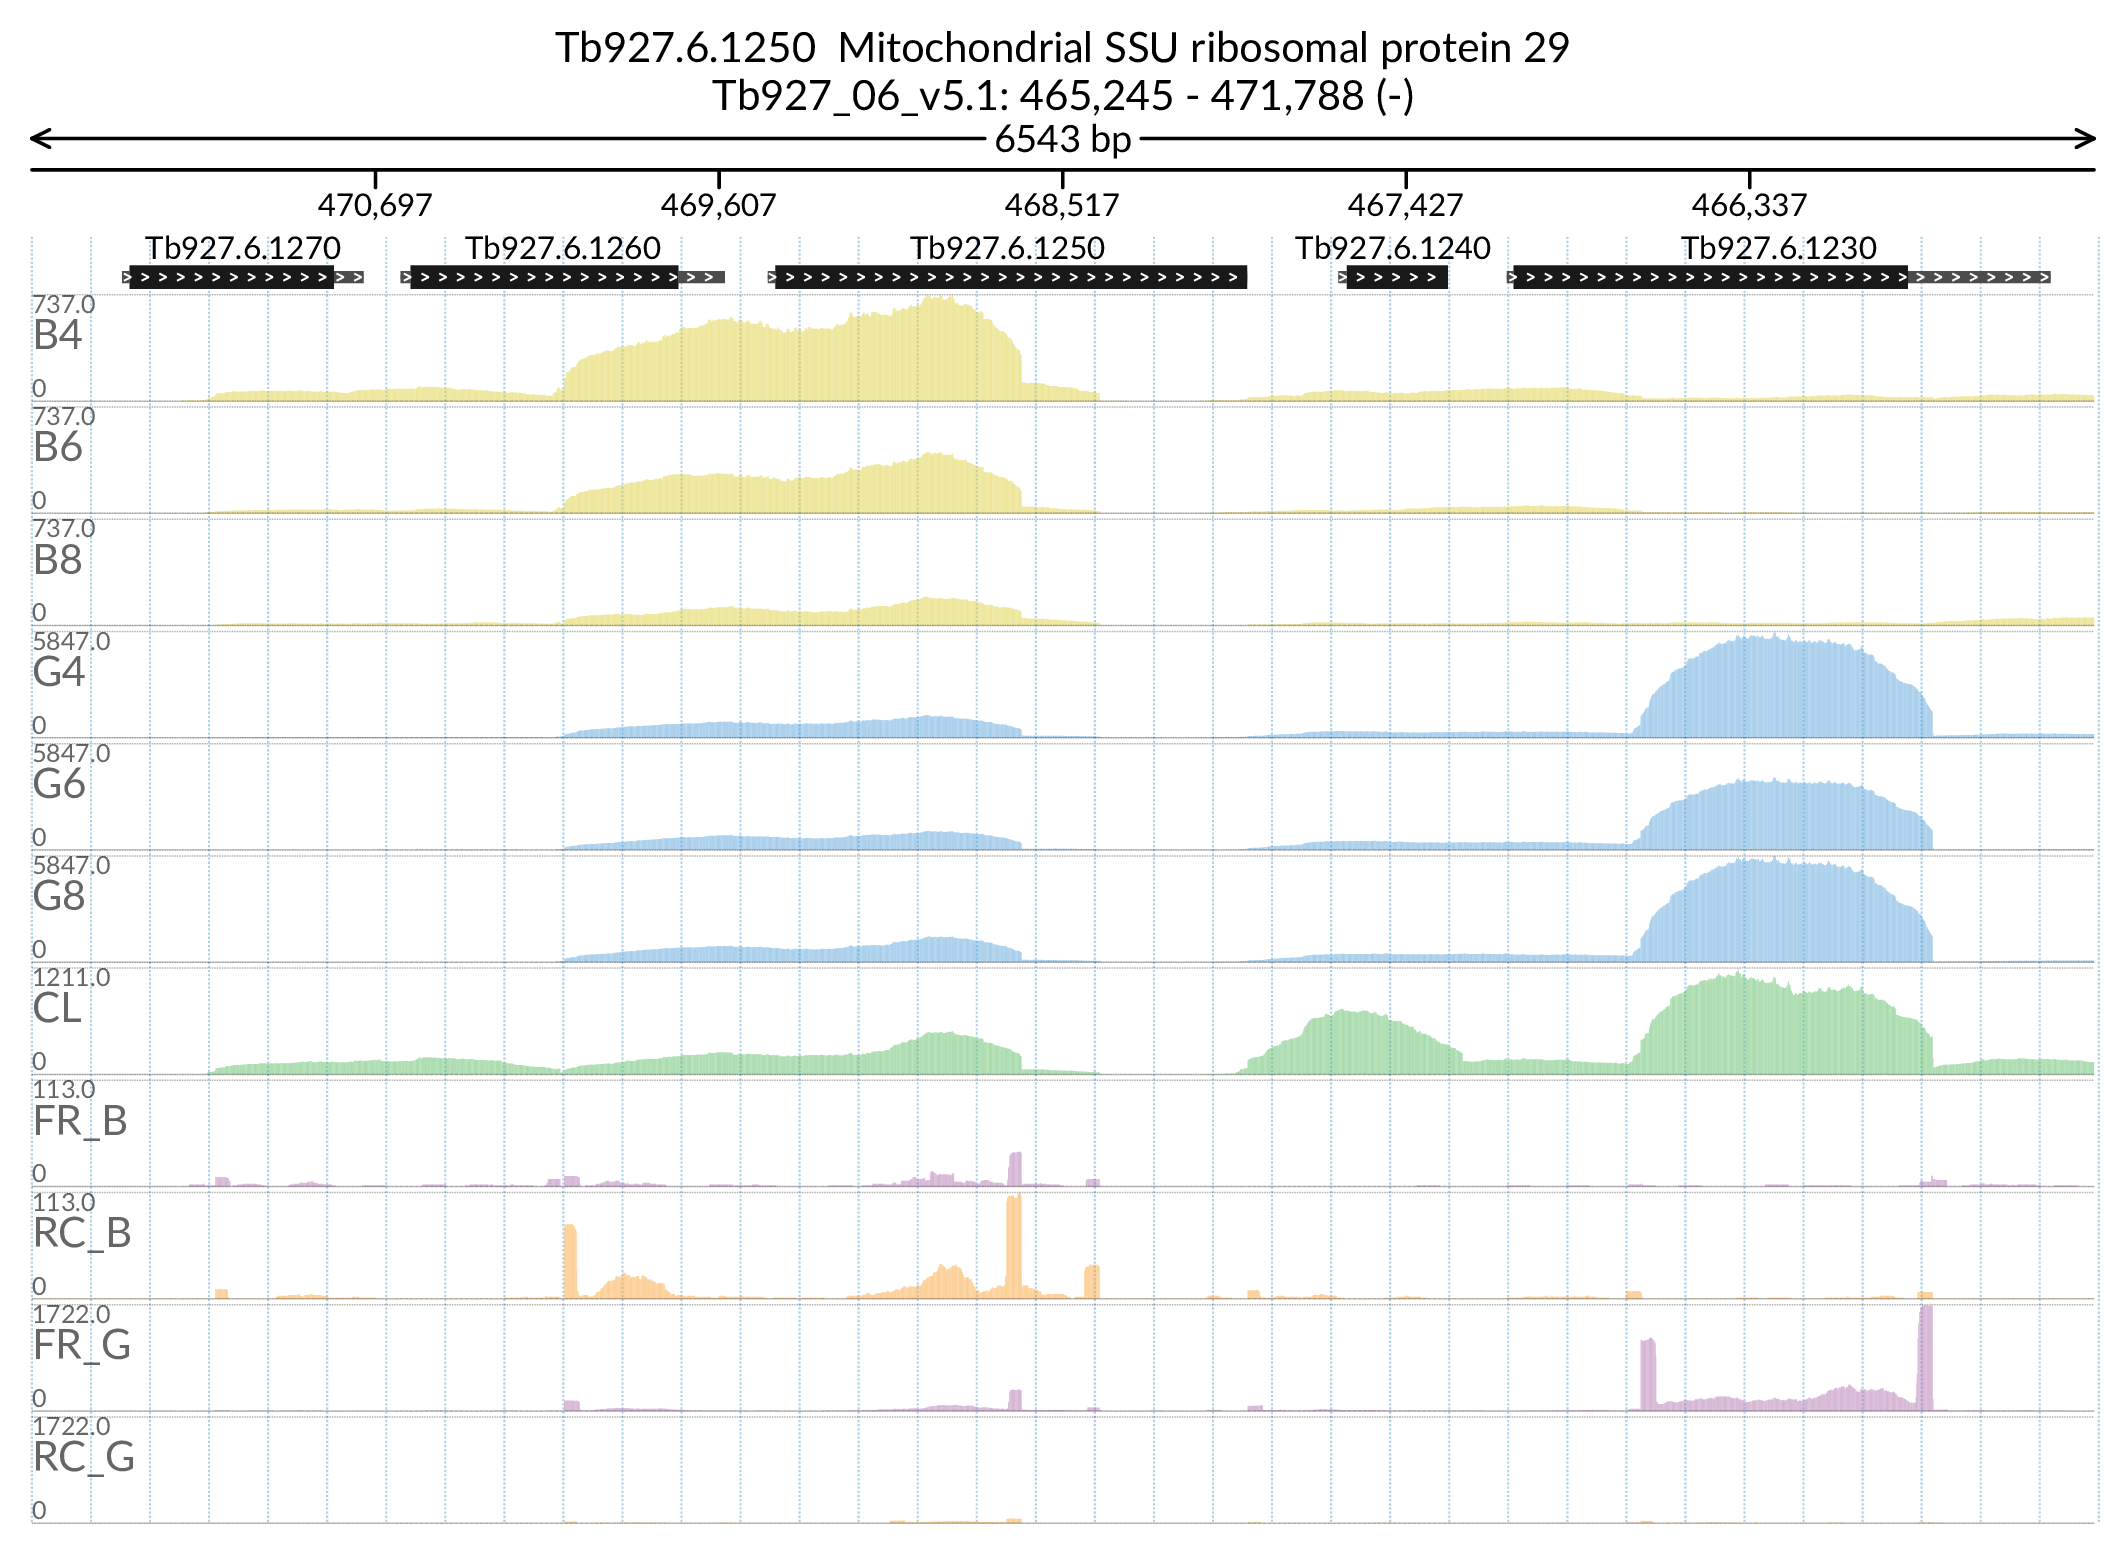 Tb927.6.1250  Mitochondrial SSU ribosomal protein 29
Tb927_06_v5.1: 465,245 - 471,788 (-)
6543 bp
470,697 469,607 468,517 467,427 466,337
Tb927.6.1270 Tb927.6.1260 Tb927.6.1250 Tb927.6.1240 Tb927.6.1230
737.0
B4
0
737.0
B6
0
737.0
B8
0
5847.0
G4
0
5847.0
G6
0
5847.0
G8
0
1211.0
CL
0
113.0
FR_B
0
113.0
RC_B
0
1722.0
FR_G
0
1722.0
RC_G
0